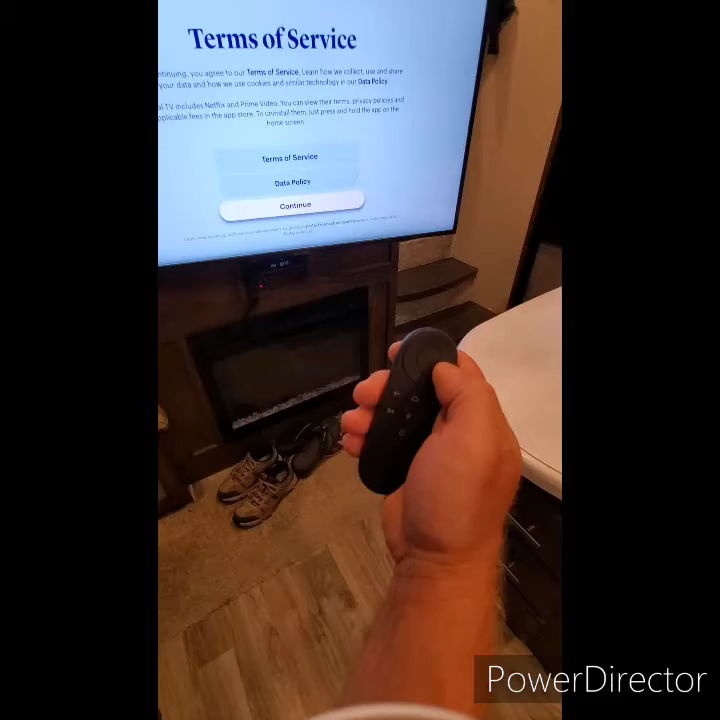 Terms of Service
ntinuing, you agree to our Terms of Service. Learn how we collect, use and share
your data and how we use cookies and similar technology in our Data Policy.
al TV includes Netflix and Prime Video. You can view their terms, privacy policies and
plicable fees in the app store. To uninstall them, just press and hold the app on the
home screen.
Terms of Service
Data Policy
Continue
PowerDirector